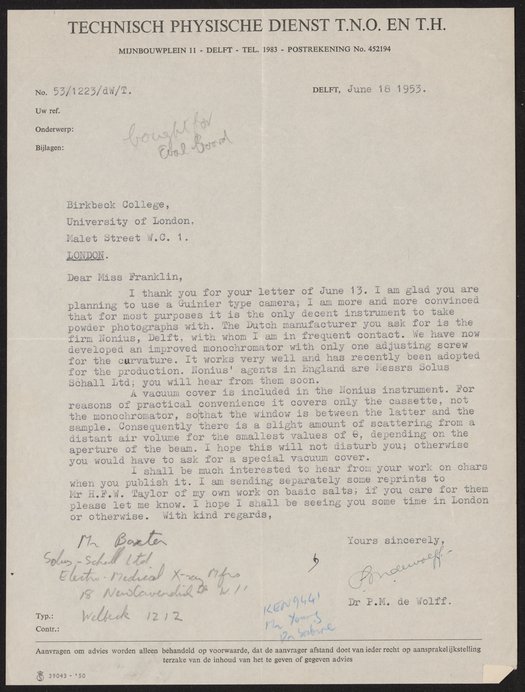 TECHNISCH PHYSISCHE DIENST T.N.O. EN T.H.
MIJNBOUWPLEIN 11 - DELFT - TEL. 1983 - POSTREKENING No. 452194
No. 53/1223/dW/T.
DELFT, June 18 1953.
Uw ref.
Onderwerp:
Bijlagen:
bought for
Coal Board
Birkbeck College,
University of London.
Malet Street W.C. 1.
LONDON.
Dear Miss Franklin,
I thank you for your letter of June 13. I am glad you are
planning to use a Guinier type camera; I am more and more convinced
that for most purposes it is the only decent instrument to take
powder photographs with. The Dutch manufacturer you ask for is the
firm Nonius, Delft. with whom I am in frequent contact. We have now
developed an improved monochromator with only one adjusting screw
for the curvature. It works very well and has recently been adopted
for the production. Nonius' agents in England are Messrs Solus
Schall Ltd; you will hear from them soon.
A vacuum cover is included in the Nonius instrument. For
reasons of practical convenience it covers only the cassette, not
the monochromator, so that the window is between the latter and the
sample. Consequently there is a slight amount of scattering from a
distant air volume for the smallest values of θ, depending on the
aperture of the beam. I hope this will not disturb you; otherwise
you would have to ask for a special vacuum cover.
I shall be much interested to hear from your work on chars
when you publish it. I am sending separately some reprints to
Mr H.F.W. Taylor of my own work on basic salts; if you care for them
please let me know. I hope I shall be seeing you some time in London
or otherwise. With kind regards,
Yours sincerely,
Mr Baxter
Solus-Schall Ltd
Electro-Medical X-ray Mfrs
18 New Cavendish St W11
Welbeck 1212
Dr P.M. de Wolff.
KEN 9441
Mr Young
Typ.:
Contr.:
Aanvragen om advies worden alleen behandeld op voorwaarde, dat de aanvrager afstand doet van ieder recht op aansprakelijkstelling
terzake van de inhoud van het te geven of gegeven advies
39043 - '50